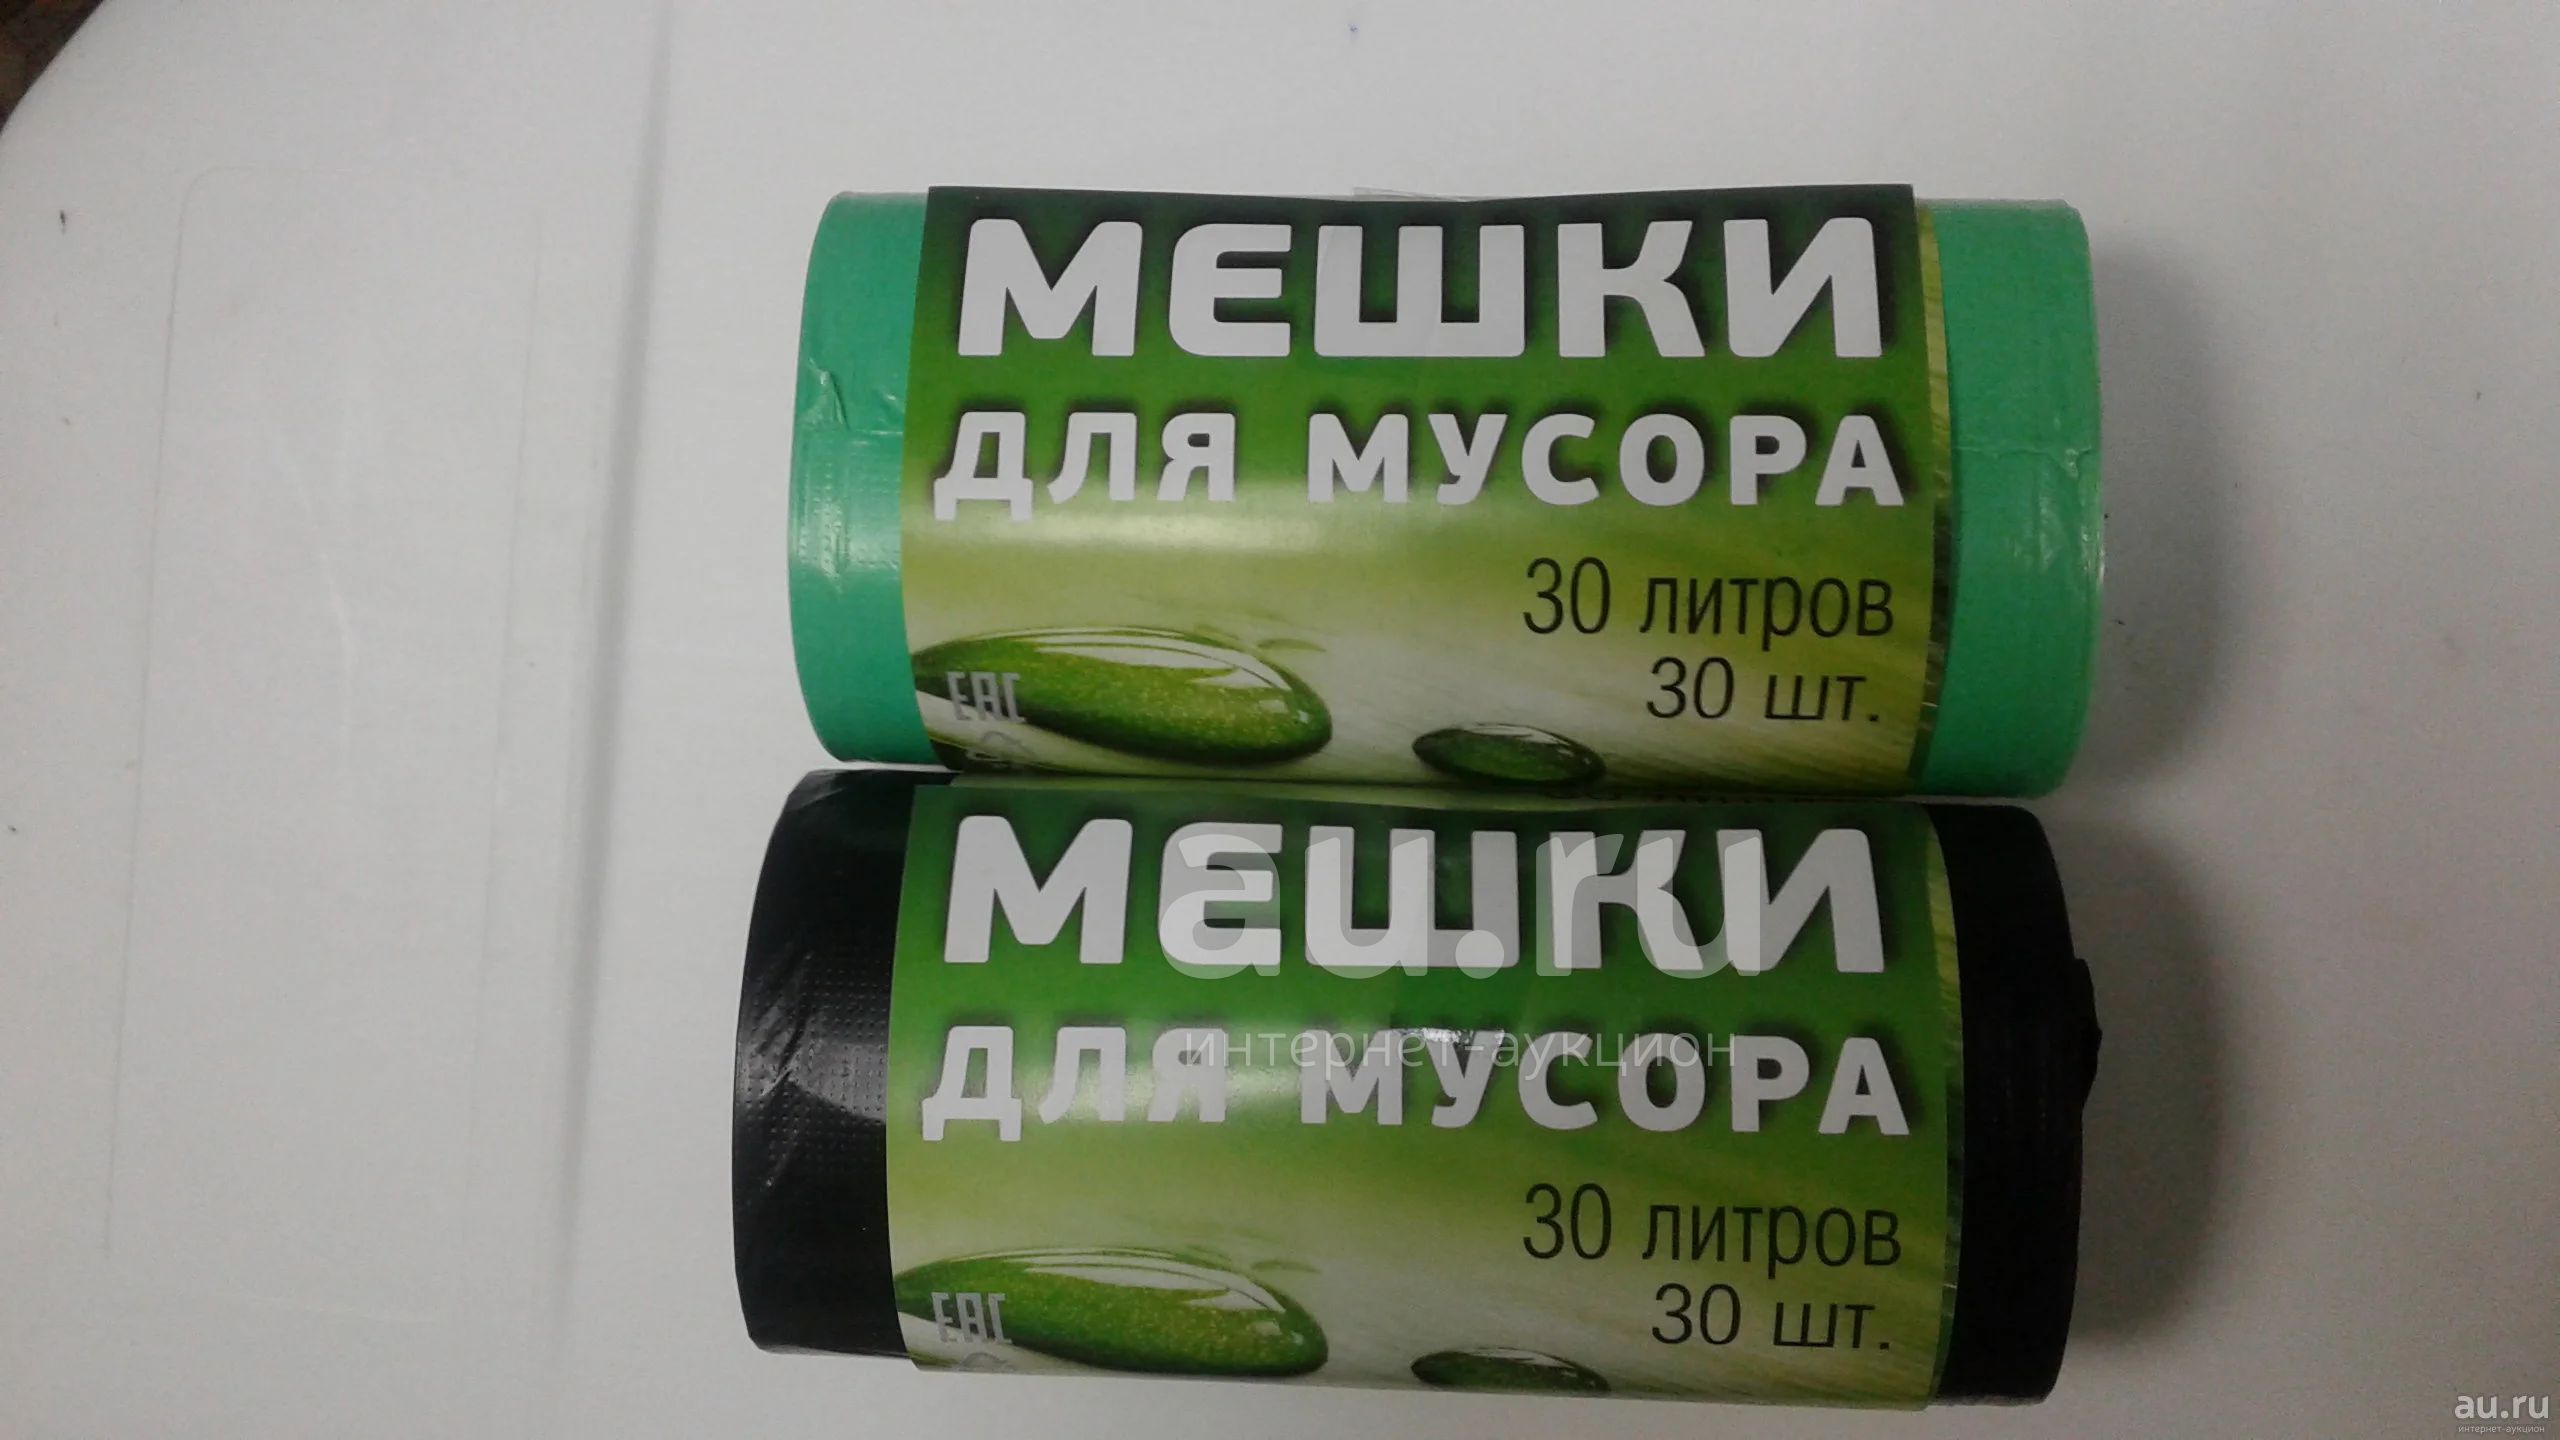 МЕШКИ
ДЛЯ МУСОРА
30 литров
30 шт.
EAC
МЕШКИ
ДЛЯ МУСОРА
30 литров
30 шт.
EAC
au.ru
интернет-аукцион
au.ru
интернет-аукцион